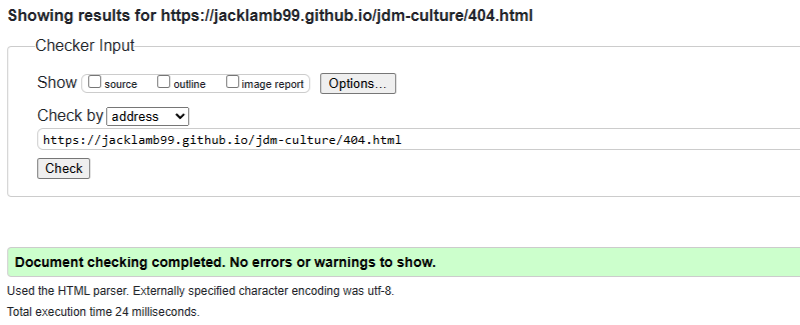 Showing results for https://jacklamb99.github.io/jdm-culture/404.html
Checker Input
Show source outline image report Options...
Check by address
https://jacklamb99.github.io/jdm-culture/404.html
Check
Document checking completed. No errors or warnings to show.
Used the HTML parser. Externally specified character encoding was utf-8.
Total execution time 24 milliseconds.